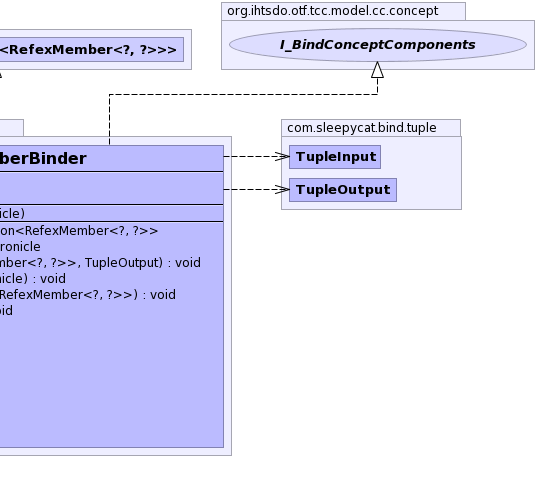 org.ihtsdo.otf.tcc.model.cc.concept
I_BindConceptComponents
<RefexMember<?, ?>>>
com.sleepycat.bind.tuple
TupleInput
TupleOutput
berBinder
icle)
on<RefexMember<?, ?>>
ronicle
mber<?, ?>>, TupleOutput) : void
icle) : void
RefexMember<?, ?>>) : void
oid